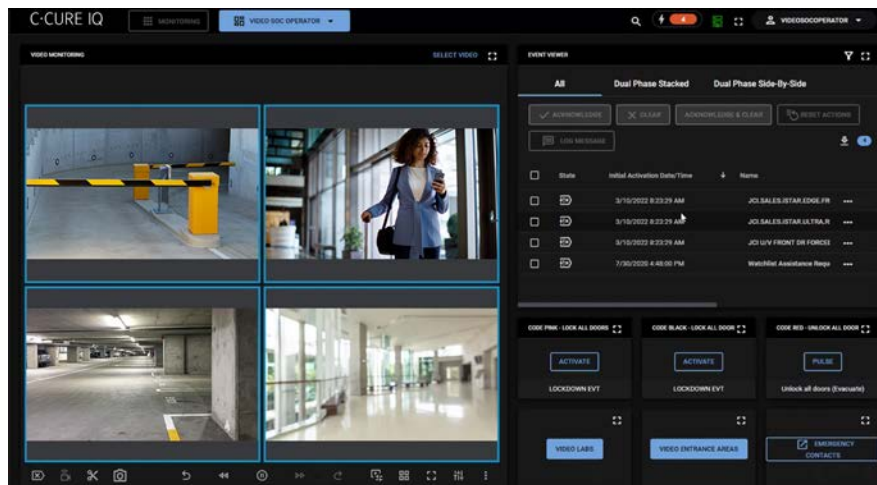 C•CURE IQ
MONITORING
VIDEO SOC OPERATOR
4
VIDEOSOCOPERATOR
VIDEO MONITORING
SELECT VIDEO
EVENT VIEWER
All
Dual Phase Stacked
Dual Phase Side-By-Side
ACKNOWLEDGE
CLEAR
ACKNOWLEDGE & CLEAR
RESET ACTIONS
LOG MESSAGE
4
State
Initial Activation Date/Time
Name
3/10/2022 8:23:29 AM
JCI.SALES.ISTAR.EDGE.FR
3/10/2022 8:23:29 AM
JCI.SALES.ISTAR.ULTRA.R
3/10/2022 8:23:29 AM
JCI U/V FRONT DR FORCEI
7/30/2020 4:48:00 PM
Watchlist Assistance Requ
CODE PINK - LOCK ALL DOORS
CODE BLACK - LOCK ALL DOOR
CODE RED - UNLOCK ALL DOOR
ACTIVATE
ACTIVATE
PULSE
LOCKDOWN EVT
LOCKDOWN EVT
Unlock all doors (Evacuate)
VIDEO LABS
VIDEO ENTRANCE AREAS
EMERGENCY
CONTACTS